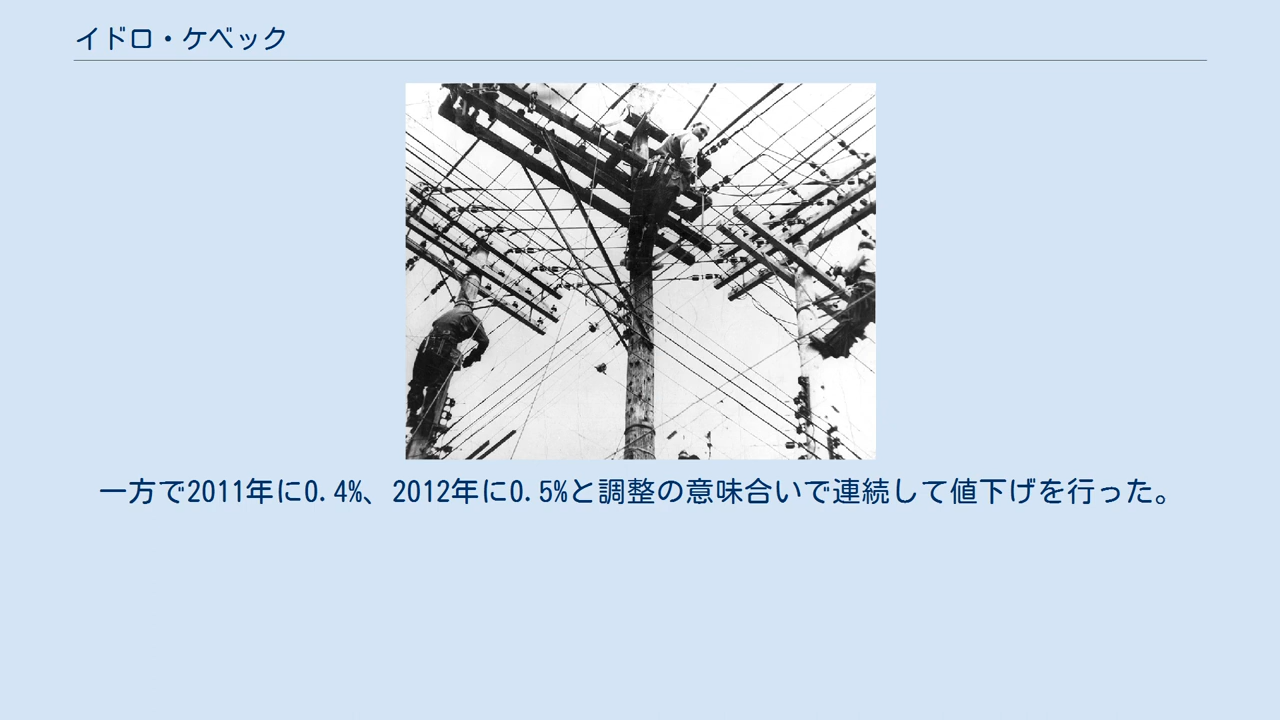 イドロ・ケベック
一方で2011年に0.4%、2012年に0.5%と調整の意味合いで連続して値下げを行った。